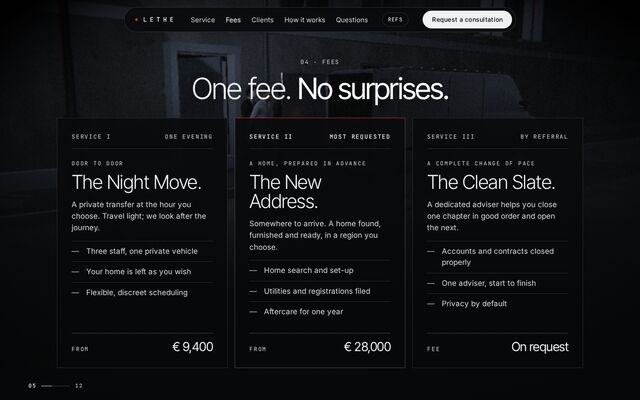 LETHE Service Fees Clients How it works Questions REFS Request a consultation
04 · FEES
One fee. No surprises.
SERVICE I ONE EVENING
DOOR TO DOOR
The Night Move.
A private transfer at the hour you
choose. Travel light; we look after the
journey.
— Three staff, one private vehicle
— Your home is left as you wish
— Flexible, discreet scheduling
FROM € 9,400
SERVICE II MOST REQUESTED
A HOME, PREPARED IN ADVANCE
The New
Address.
Somewhere to arrive. A home found,
furnished and ready, in a region you
choose.
— Home search and set-up
— Utilities and registrations filed
— Aftercare for one year
FROM € 28,000
SERVICE III BY REFERRAL
A COMPLETE CHANGE OF PACE
The Clean Slate.
A dedicated adviser helps you close
one chapter in good order and open
the next.
— Accounts and contracts closed
properly
— One adviser, start to finish
— Privacy by default
FEE On request
05 12